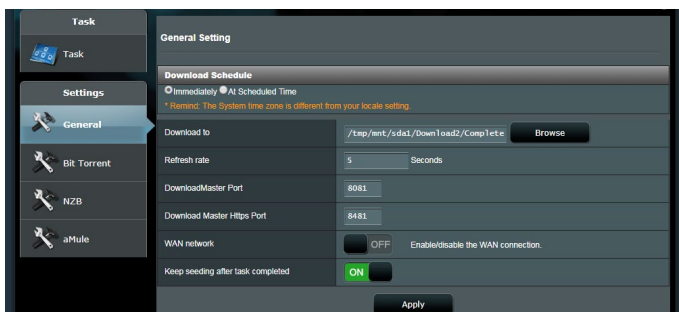 Task
Task
Settings
General
Bit Torrent
NZB
aMule
General Setting
Download Schedule
Immediately At Scheduled Time
* Remind: The System time zone is different from your locale setting.
Download to /tmp/mnt/sda1/Download2/Complete Browse
Refresh rate 5 Seconds
DownloadMaster Port 8081
Download Master Https Port 8481
WAN network OFF Enable/disable the WAN connection.
Keep seeding after task completed ON
Apply